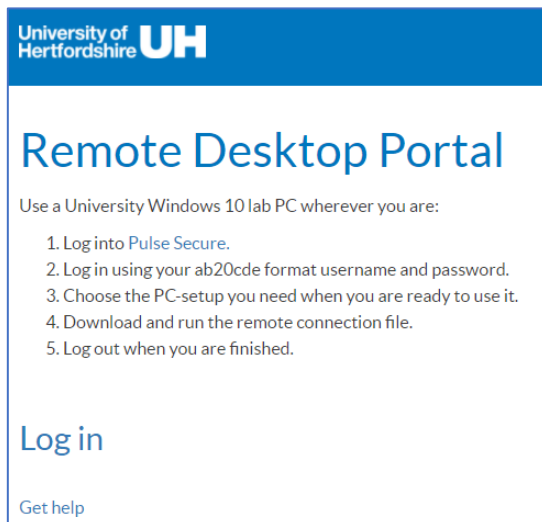 University of
Hertfordshire UH
Remote Desktop Portal
Use a University Windows 10 lab PC wherever you are:
1. Log into Pulse Secure.
2. Log in using your ab20cde format username and password.
3. Choose the PC-setup you need when you are ready to use it.
4. Download and run the remote connection file.
5. Log out when you are finished.
Log in
Get help